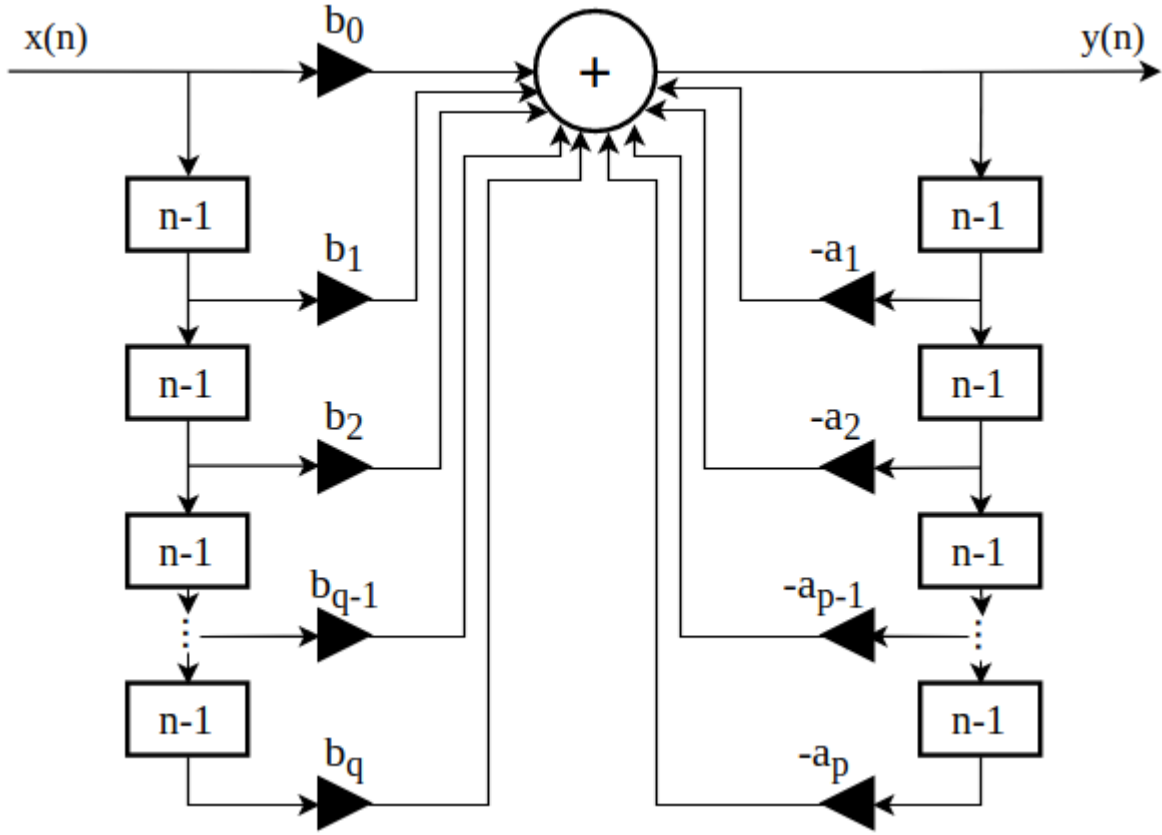 b0
x(n)
y(n)
+
n-1
n-1
b1
-a1
n-1
n-1
b2
-a2
n-1
n-1
bq-1
-ap-1
⋮
⋮
n-1
n-1
bq
-ap